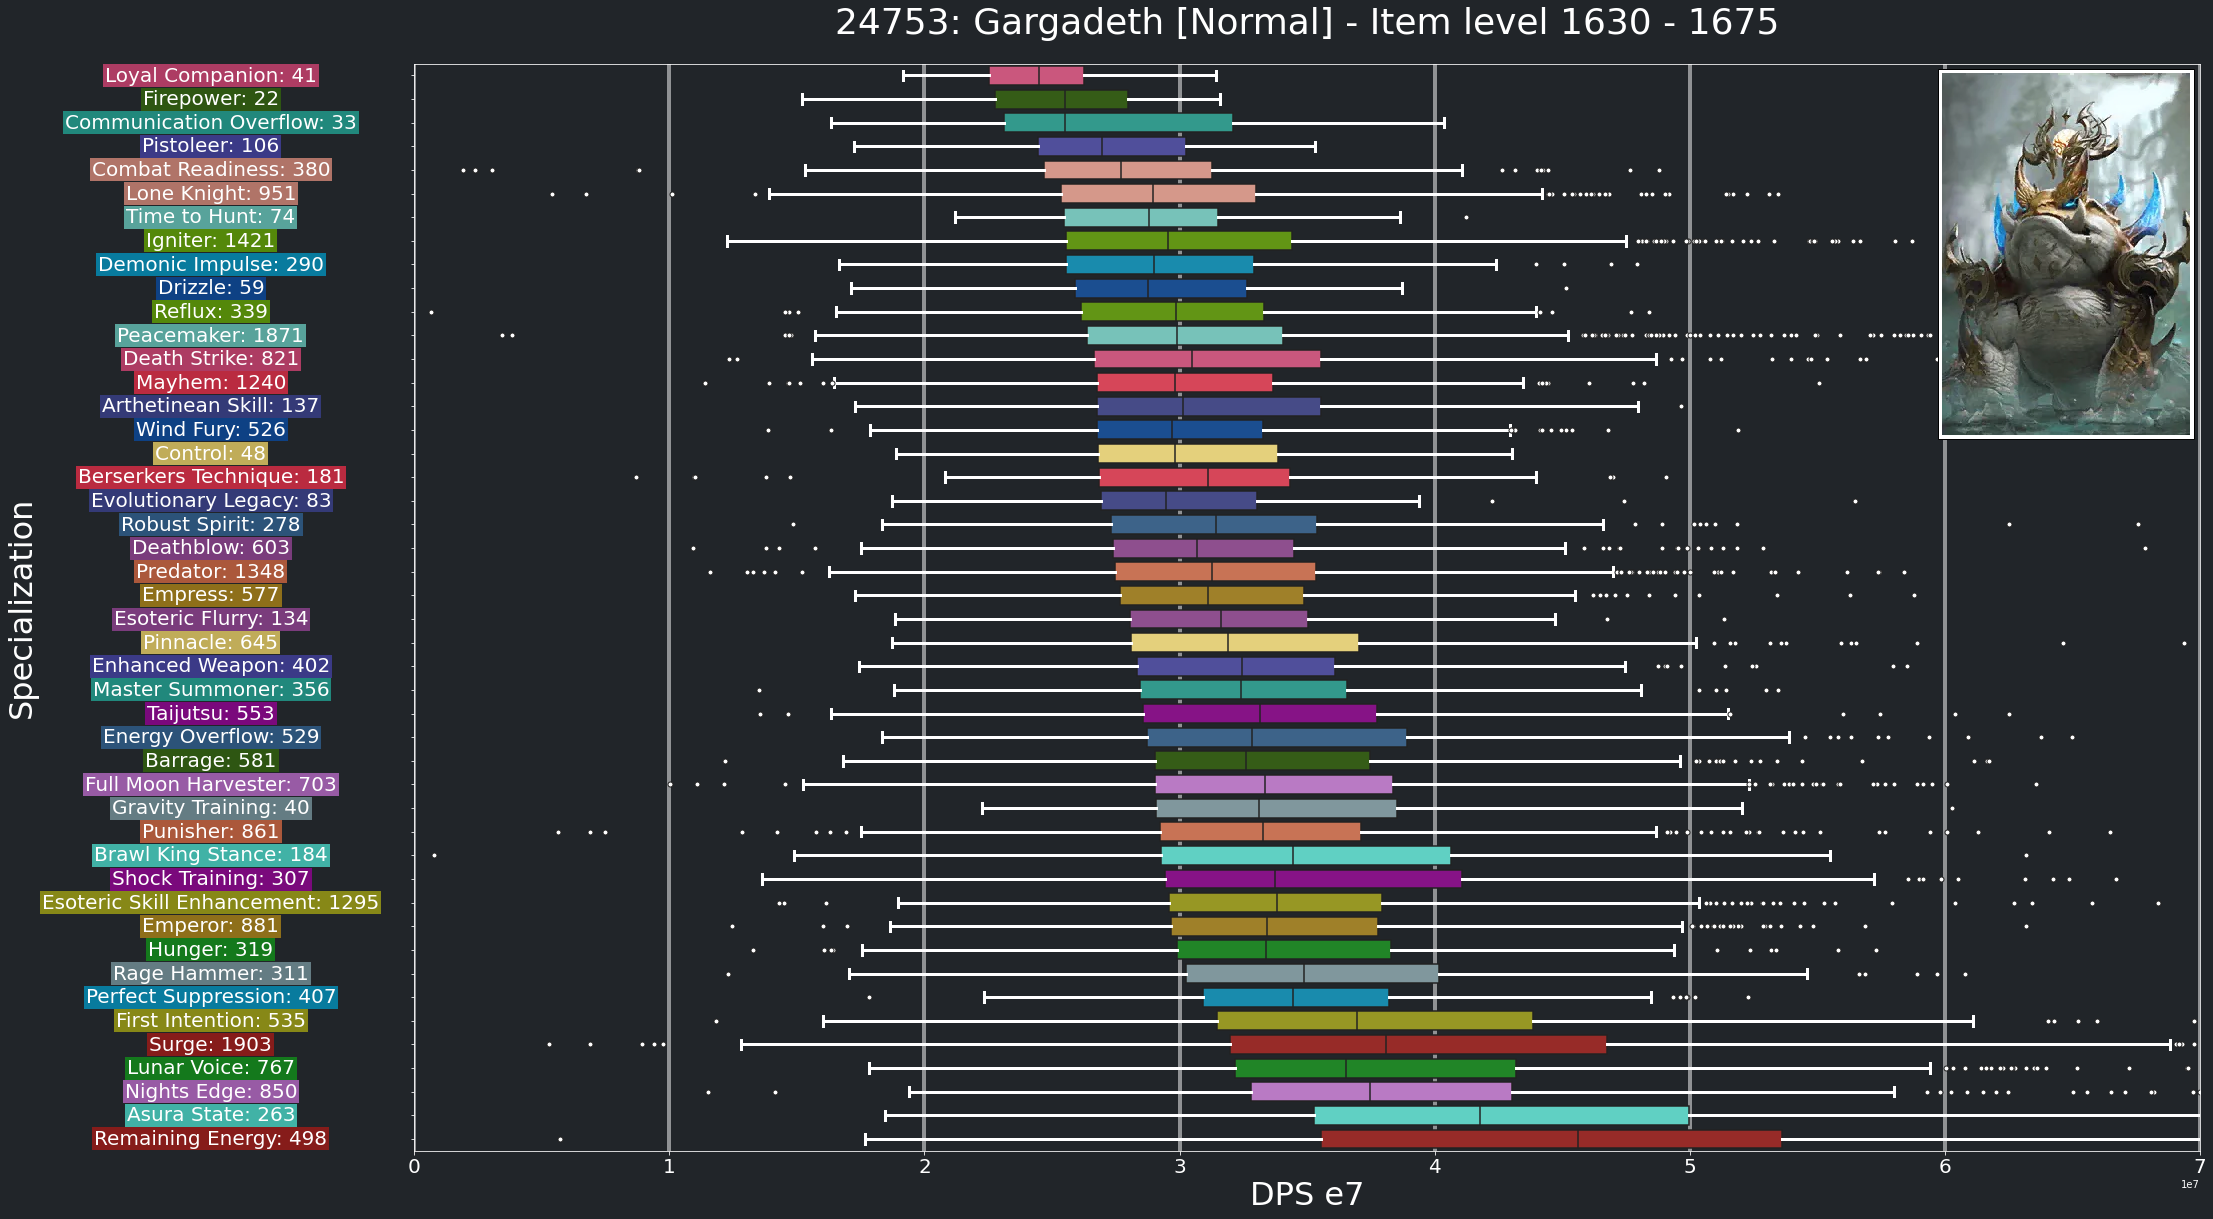 24753: Gargadeth [Normal] - Item level 1630 - 1675
Loyal Companion: 41
Firepower: 22
Communication Overflow: 33
Pistoleer: 106
Combat Readiness: 380
Lone Knight: 951
Time to Hunt: 74
Igniter: 1421
Demonic Impulse: 290
Drizzle: 59
Reflux: 339
Peacemaker: 1871
Death Strike: 821
Mayhem: 1240
Arthetinean Skill: 137
Wind Fury: 526
Control: 48
Berserkers Technique: 181
Evolutionary Legacy: 83
Robust Spirit: 278
Deathblow: 603
Predator: 1348
Empress: 577
Esoteric Flurry: 134
Pinnacle: 645
Enhanced Weapon: 402
Master Summoner: 356
Taijutsu: 553
Energy Overflow: 529
Barrage: 581
Full Moon Harvester: 703
Gravity Training: 40
Punisher: 861
Brawl King Stance: 184
Shock Training: 307
Esoteric Skill Enhancement: 1295
Emperor: 881
Hunger: 319
Rage Hammer: 311
Perfect Suppression: 407
First Intention: 535
Surge: 1903
Lunar Voice: 767
Nights Edge: 850
Asura State: 263
Remaining Energy: 498
Specialization
0 1 2 3 4 5 6 7
1e7
DPS e7